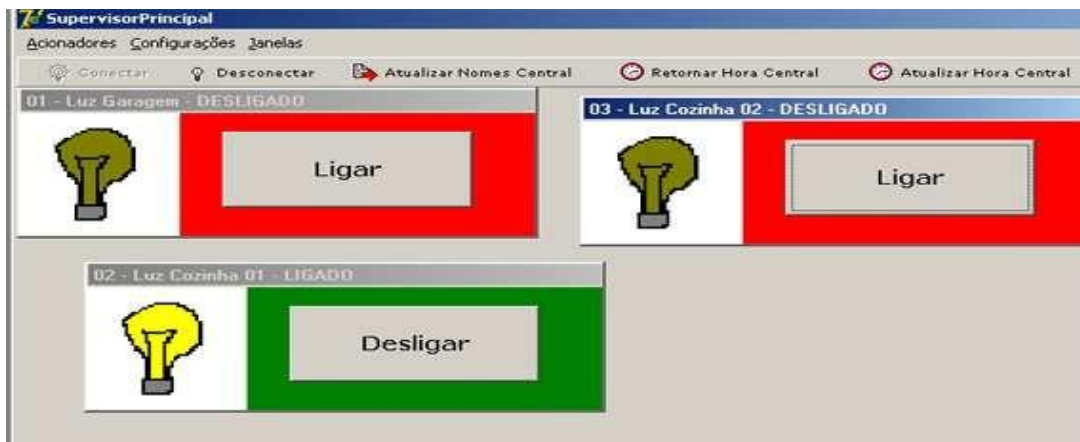 SupervisorPrincipal
Acionadores Configurações Janelas
Conectar Desconectar Atualizar Nomes Central Retornar Hora Central Atualizar Hora Central
01 - Luz Garagem - DESLIGADO
Ligar
03 - Luz Cozinha 02 - DESLIGADO
Ligar
02 - Luz Cozinha 01 - LIGADO
Desligar